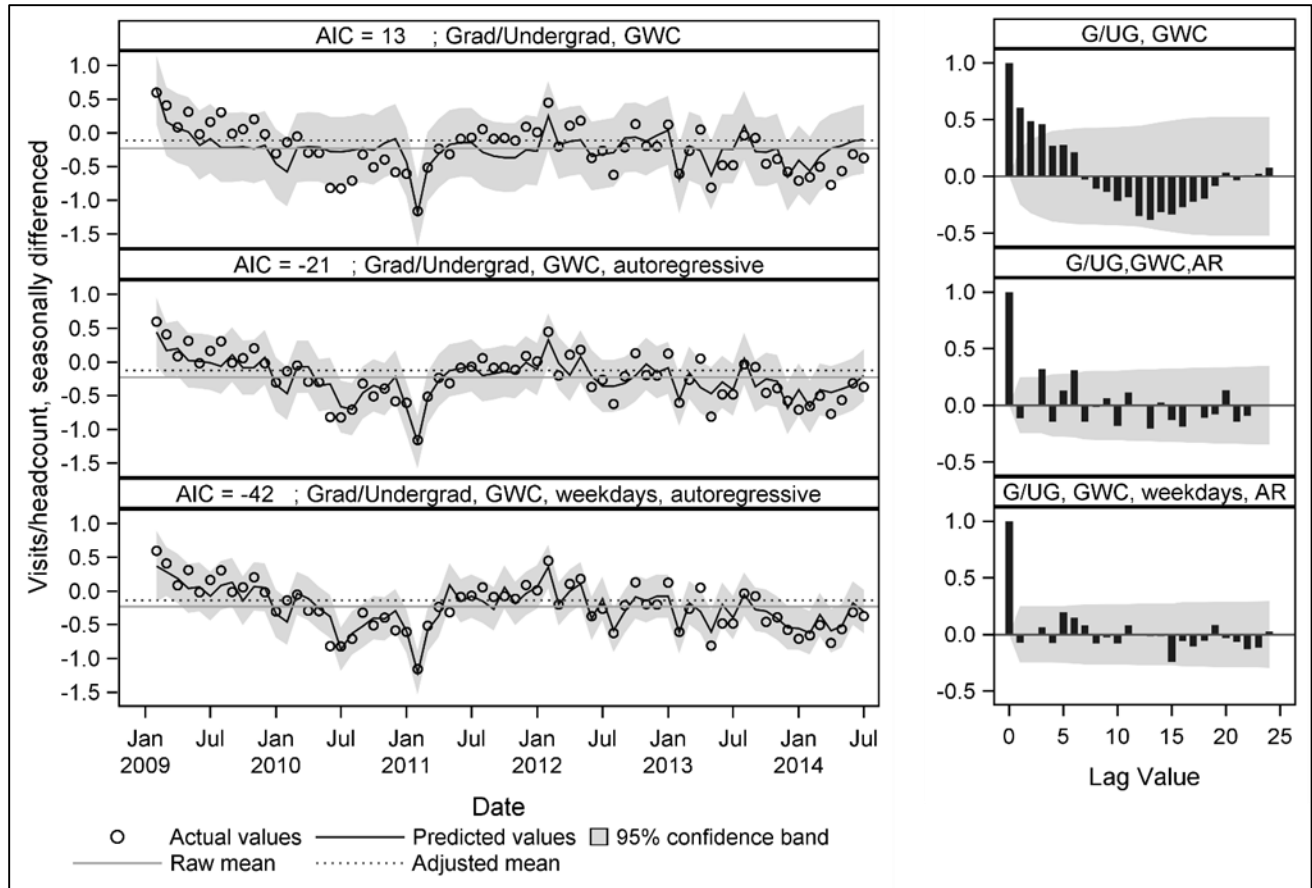 AIC = 13 ; Grad/Undergrad, GWC
1.0
0.5
0.0
-0.5
-1.0
-1.5
AIC = -21 ; Grad/Undergrad, GWC, autoregressive
1.0
0.5
0.0
-0.5
-1.0
-1.5
AIC = -42 ; Grad/Undergrad, GWC, weekdays, autoregressive
1.0
0.5
0.0
-0.5
-1.0
-1.5
Visits/headcount, seasonally differenced
Jan Jul Jan Jul Jan Jul Jan Jul Jan Jul Jan Jul
2009 2010 2011 2012 2013 2014
Date
Actual values Predicted values 95% confidence band
Raw mean Adjusted mean
G/UG, GWC
1.0
0.5
0.0
-0.5
G/UG,GWC,AR
1.0
0.5
0.0
-0.5
G/UG, GWC, weekdays, AR
1.0
0.5
0.0
-0.5
0 5 10 15 20 25
Lag Value